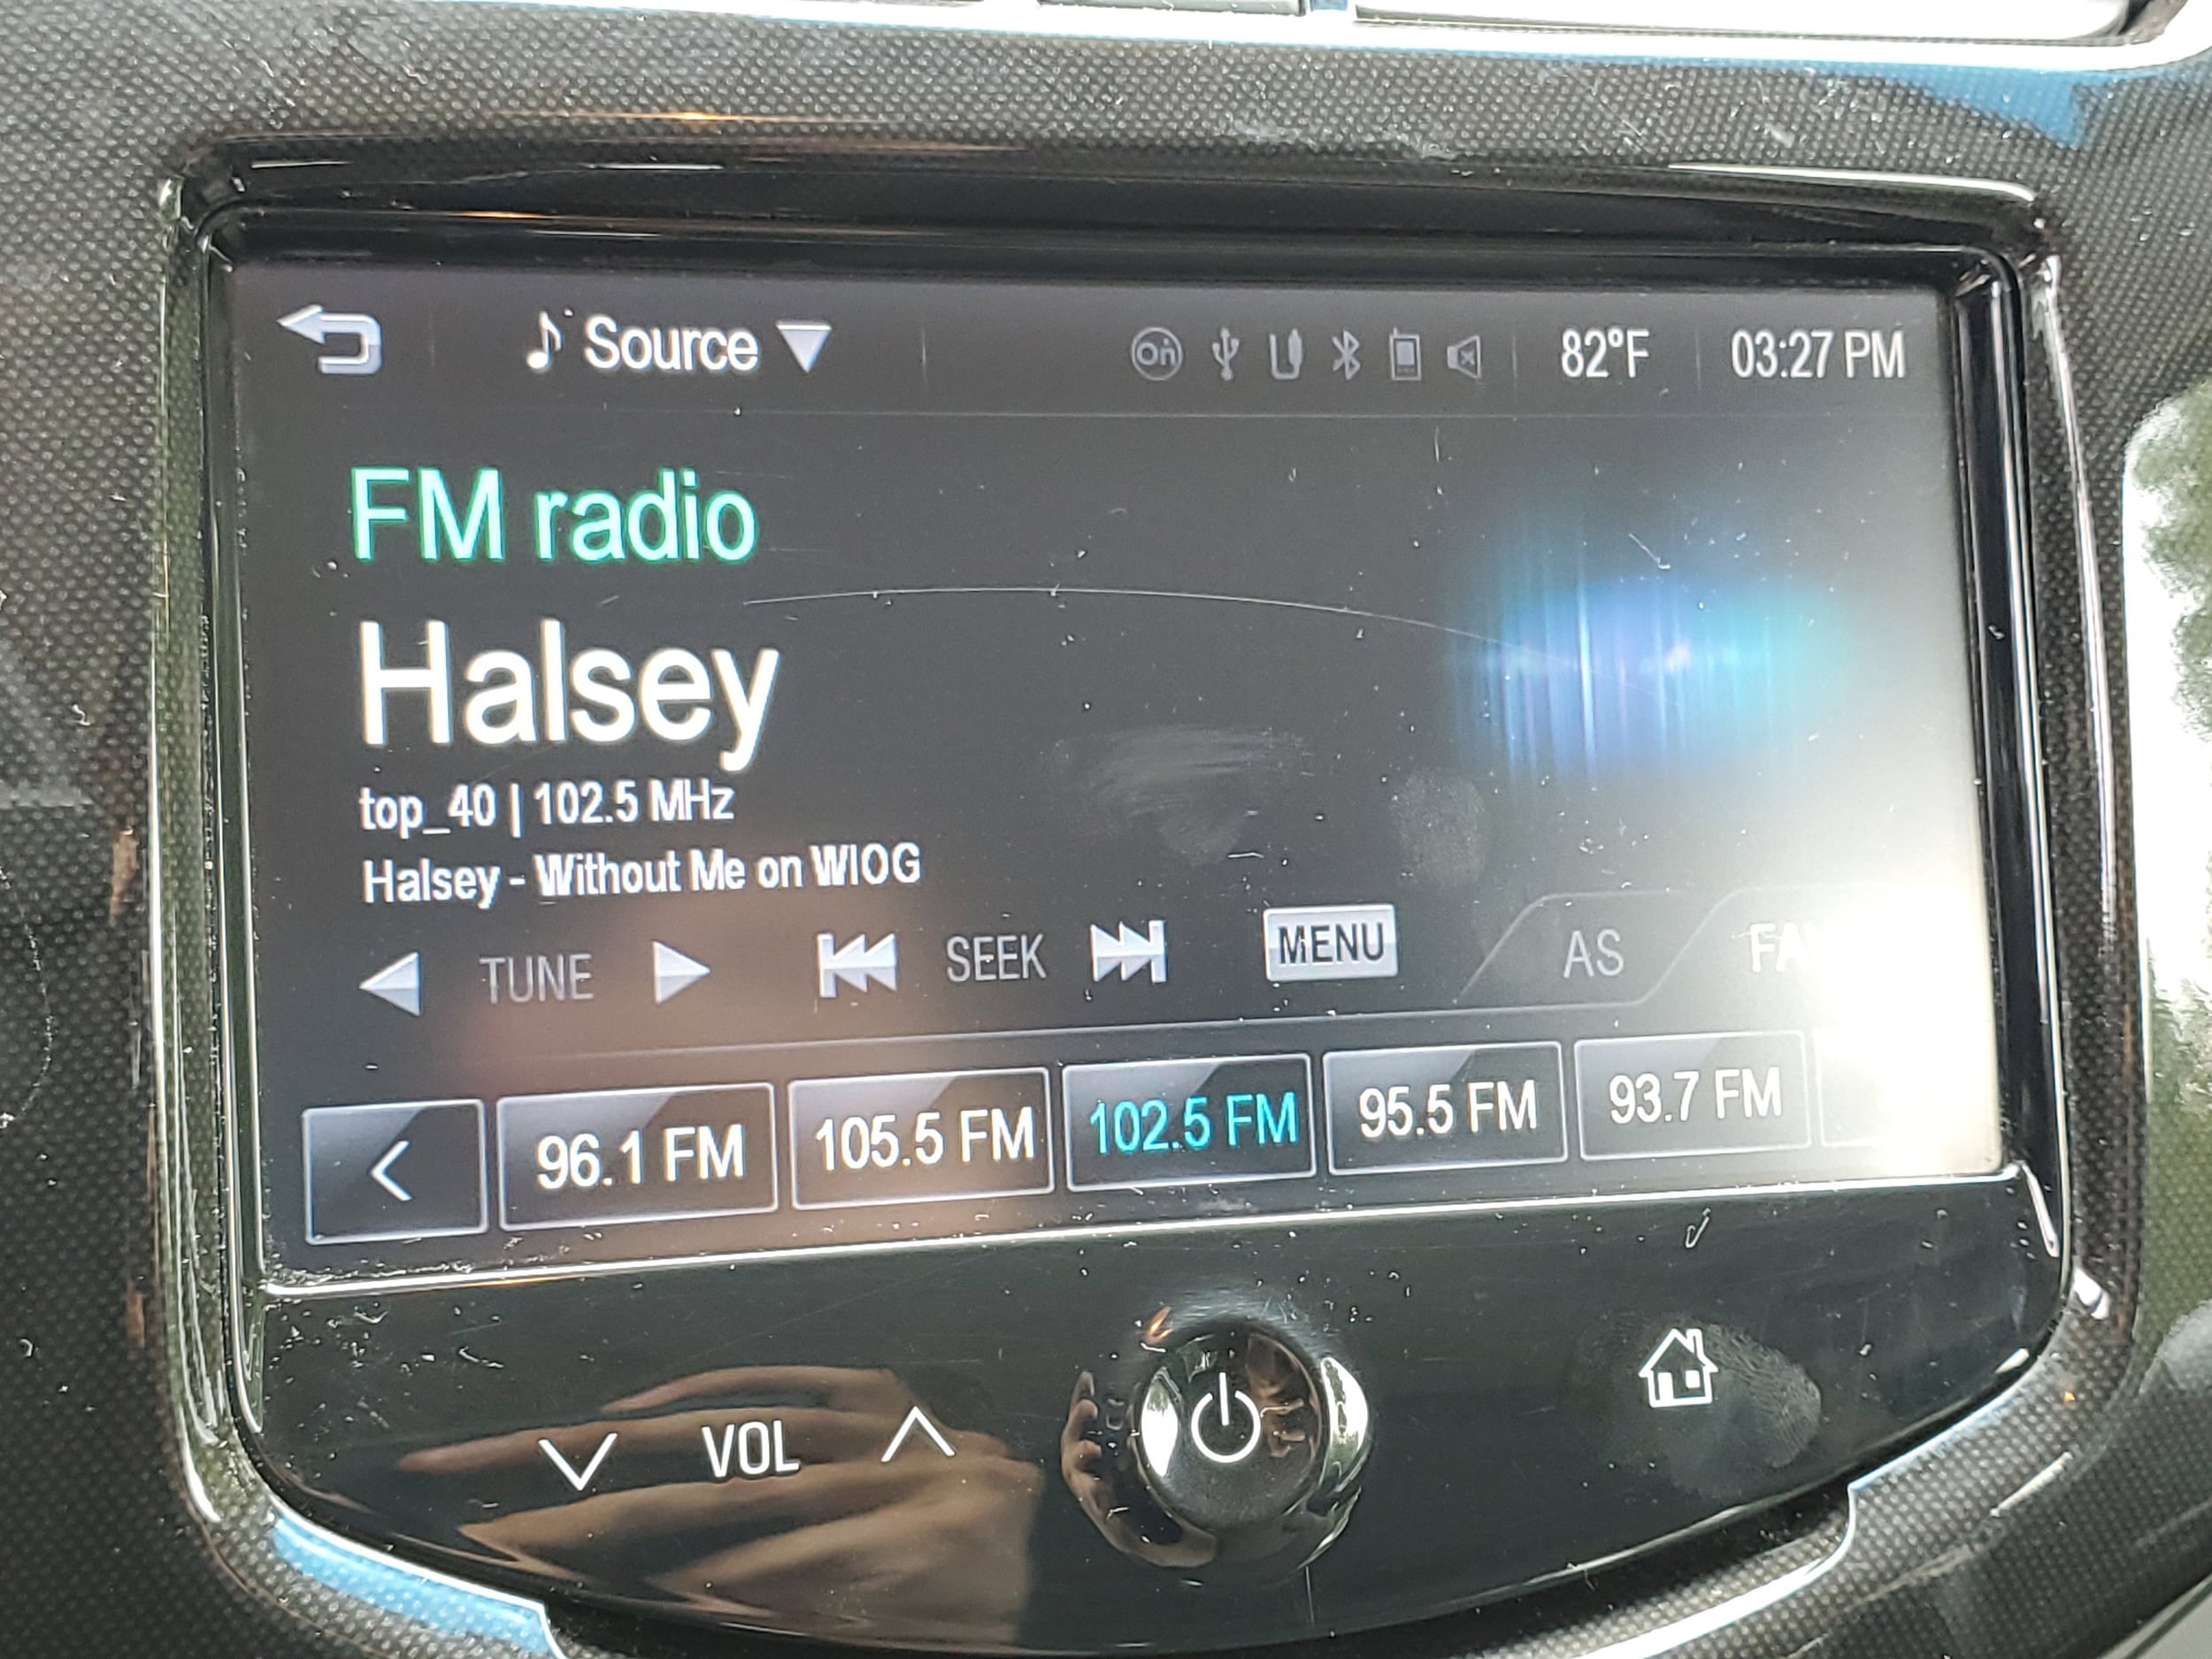 Source On 82°F 03:27 PM
FM radio
Halsey
top_40 | 102.5 MHz
Halsey - Without Me on WIOG
TUNE SEEK MENU AS
96.1 FM 105.5 FM 102.5 FM 95.5 FM 93.7 FM
VOL